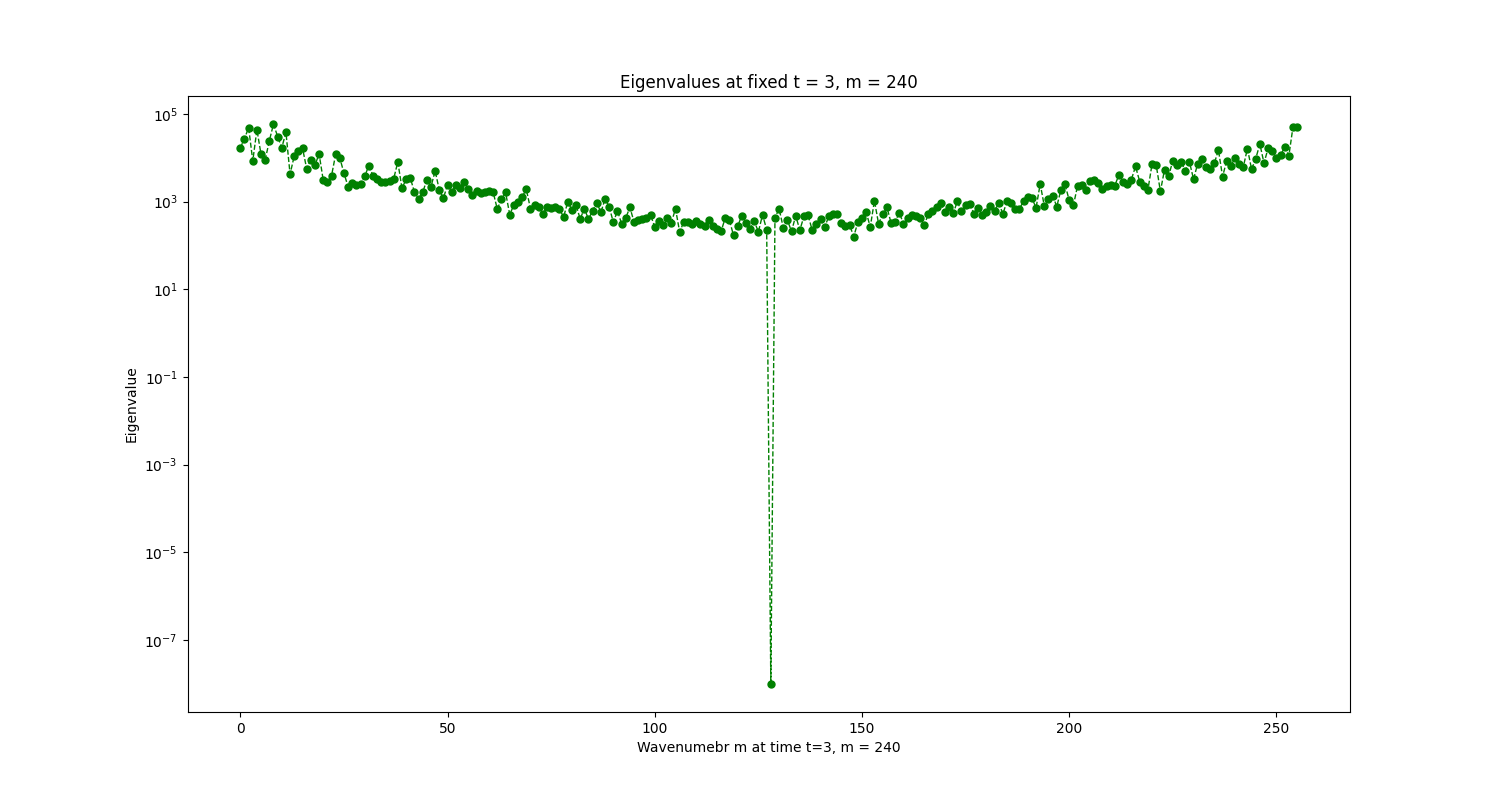 Eigenvalues at fixed t = 3, m = 240
10^5
10^3
10^1
10^-1
10^-3
10^-5
10^-7
Eigenvalue
0 50 100 150 200 250
Wavenumebr m at time t=3, m = 240